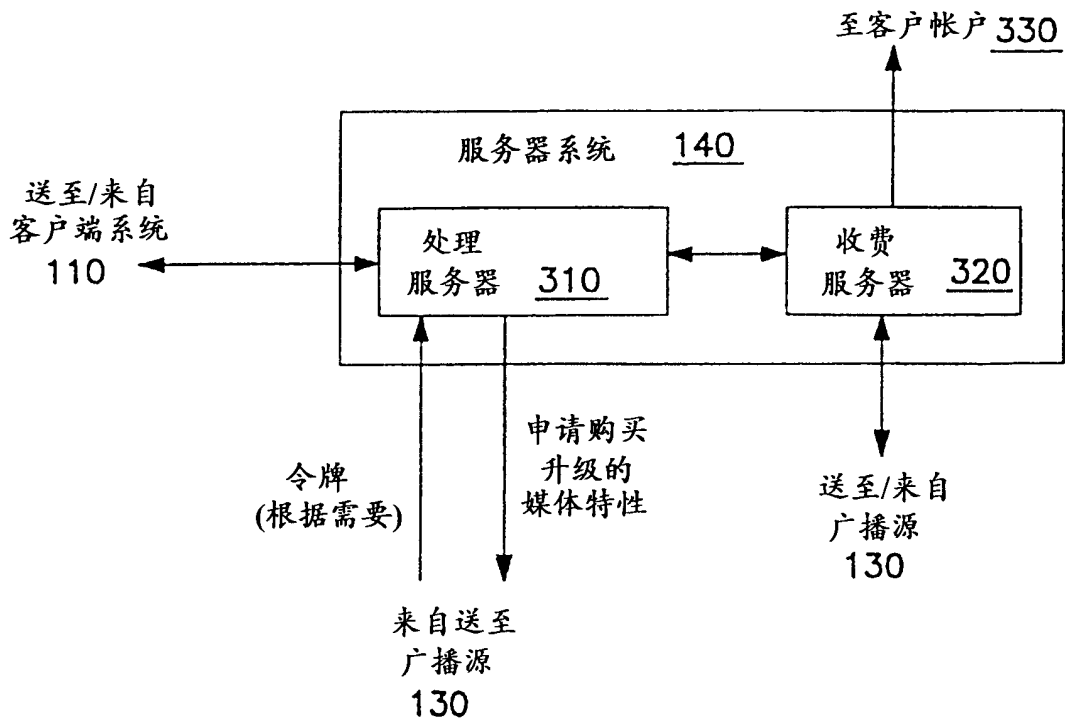 至客户帐户 330
服务器系统 140
送至/来自
客户端系统
110
处理
服务器 310
收费
服务器 320
令牌
(根据需要)
申请购买
升级的
媒体特性
送至/来自
广播源
130
来自送至
广播源
130